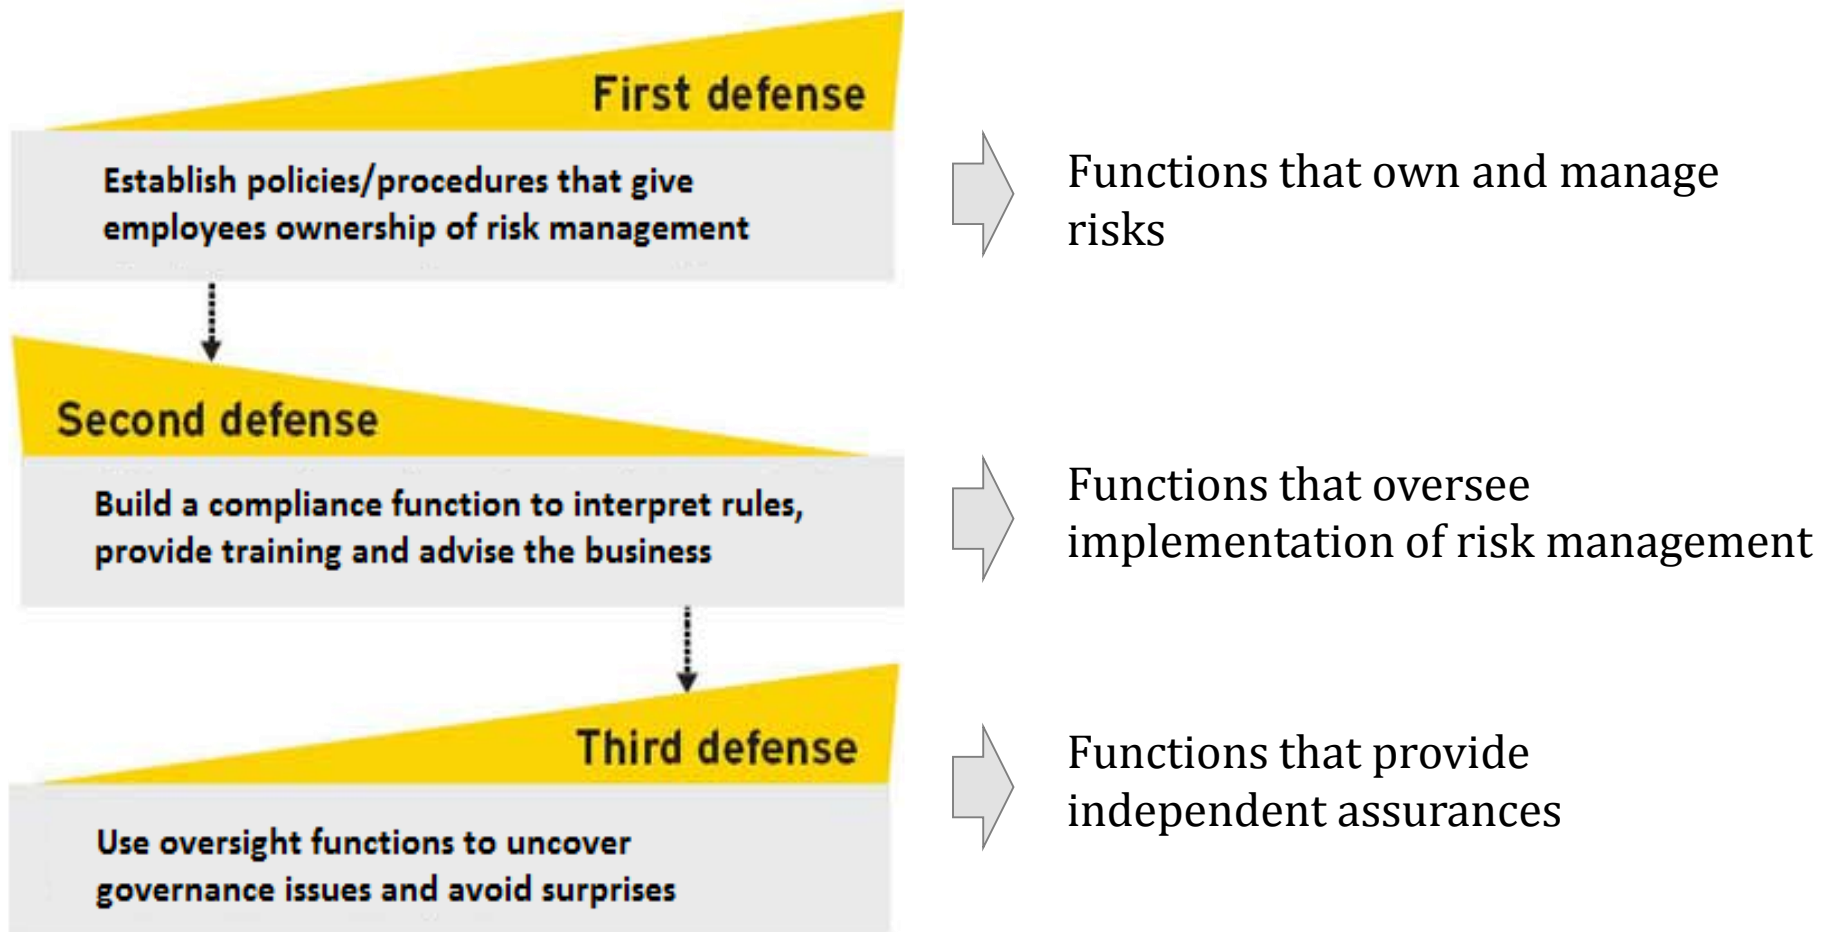 First defense
Establish policies/procedures that give
employees ownership of risk management
Functions that own and manage
risks
Second defense
Build a compliance function to interpret rules,
provide training and advise the business
Functions that oversee
implementation of risk management
Third defense
Use oversight functions to uncover
governance issues and avoid surprises
Functions that provide
independent assurances